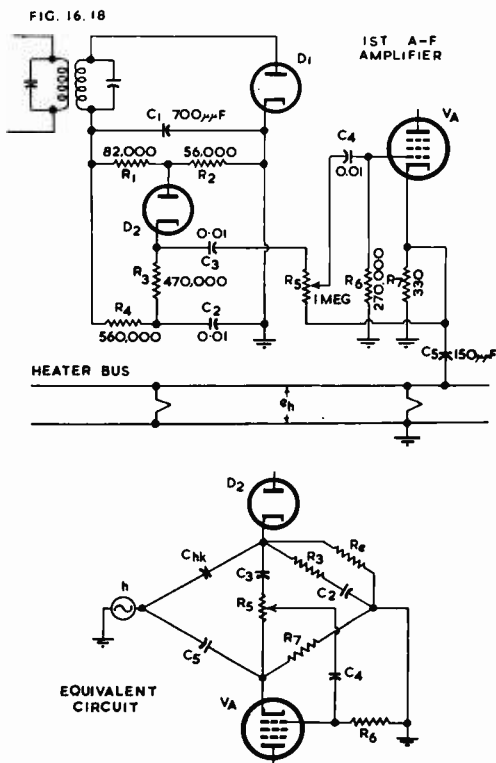 FIG. 16.18
1ST A-F
AMPLIFIER
D1
VA
C1 700μμF
C4
0.01
82,000
R1
56,000
R2
D2
0.01
C3
R3
470,000
R5
1 MEG
R6
270,000
R7
330
R4
560,000
C2
0.01
C5
150μμF
HEATER BUS
eh
D2
Chk
Re
R3
C3
C2
h
R5
R7
C5
C4
EQUIVALENT
CIRCUIT
VA
R6